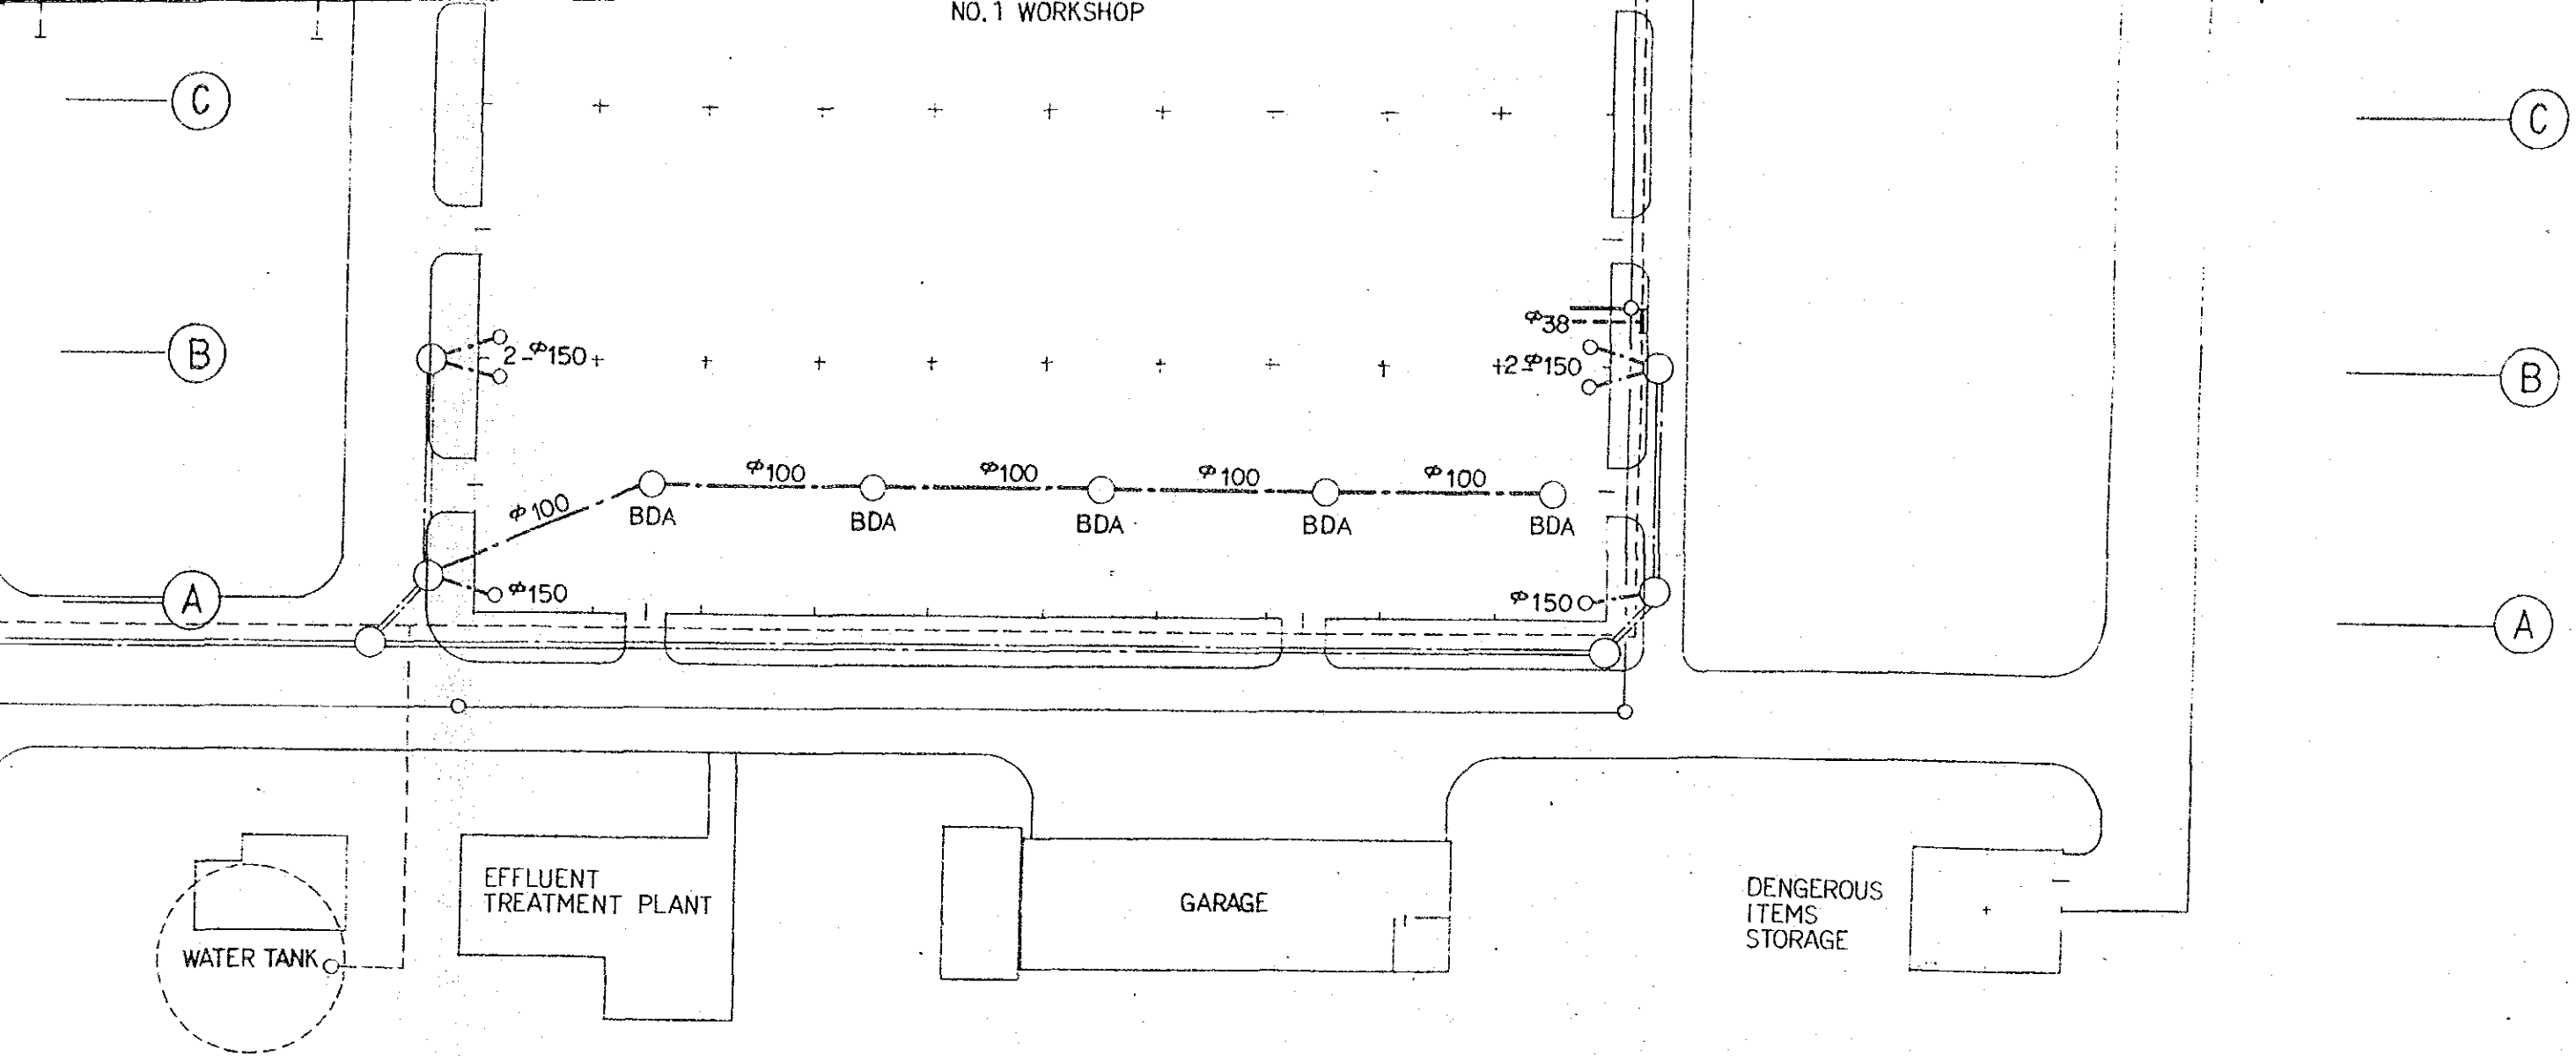 NO.1 WORKSHOP
C
C
φ38
B
2-φ150
2-φ150
B
φ100
φ100
φ100
φ100
φ100
BDA
BDA
BDA
BDA
BDA
A
φ150
φ150
A
EFFLUENT
TREATMENT PLANT
GARAGE
DENGEROUS
ITEMS
STORAGE
WATER TANK